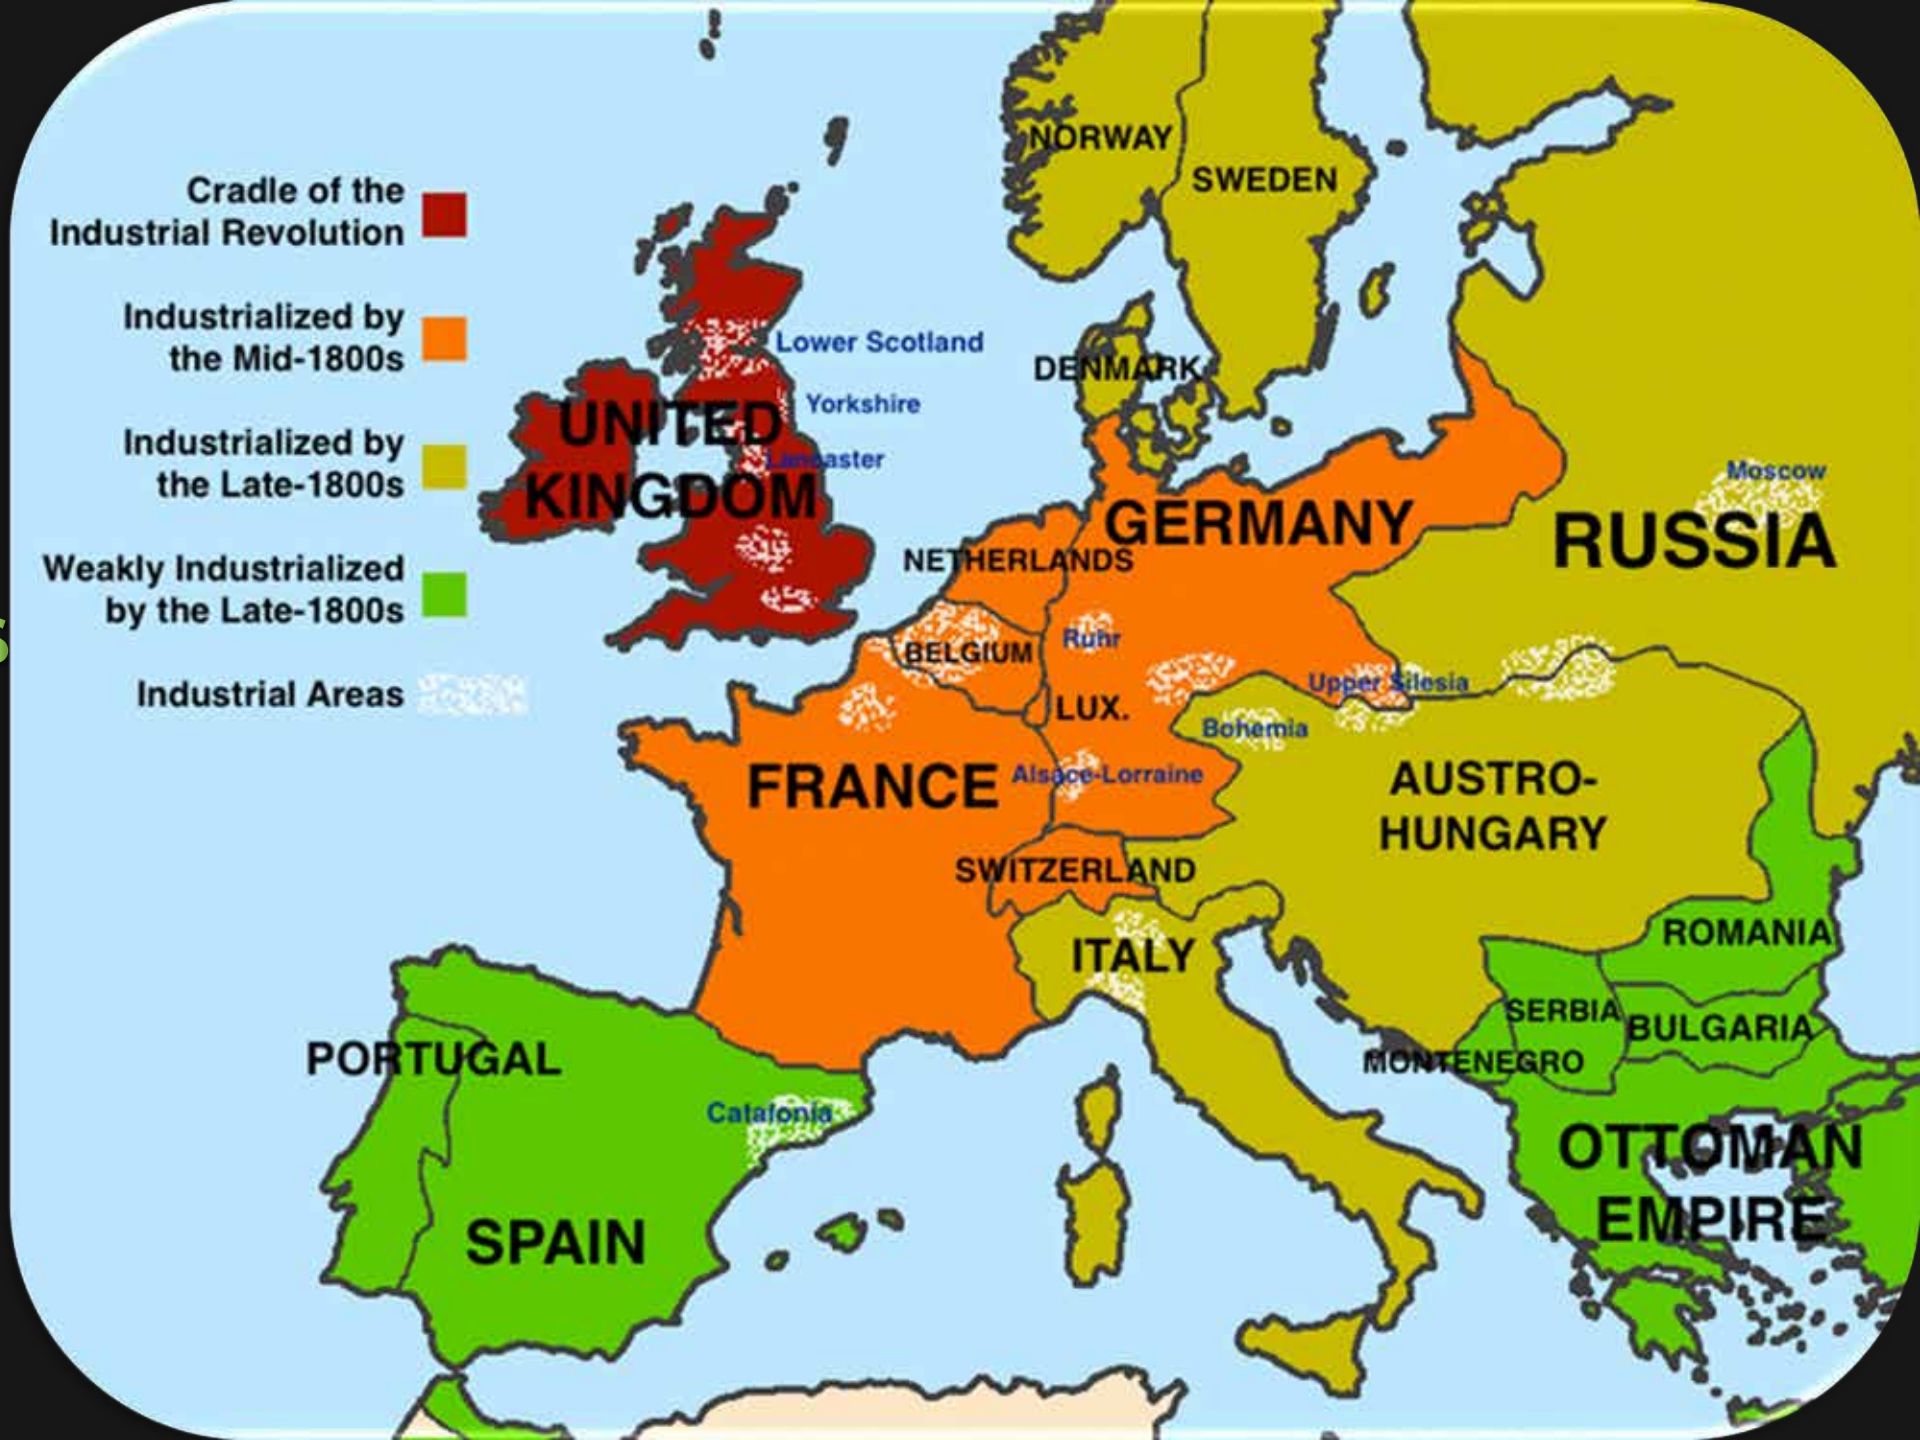 Cradle of the
Industrial Revolution
Industrialized by
the Mid-1800s
Industrialized by
the Late-1800s
Weakly Industrialized
by the Late-1800s
Industrial Areas
s
NORWAY
SWEDEN
DENMARK
Lower Scotland
Yorkshire
Lancaster
UNITED
KINGDOM
GERMANY
NETHERLANDS
Moscow
RUSSIA
Ruhr
BELGIUM
Upper Silesia
LUX.
Bohemia
FRANCE
Alsace-Lorraine
AUSTRO-
HUNGARY
SWITZERLAND
ITALY
ROMANIA
SERBIA
BULGARIA
MONTENEGRO
PORTUGAL
Catalonia
SPAIN
OTTOMAN
EMPIRE